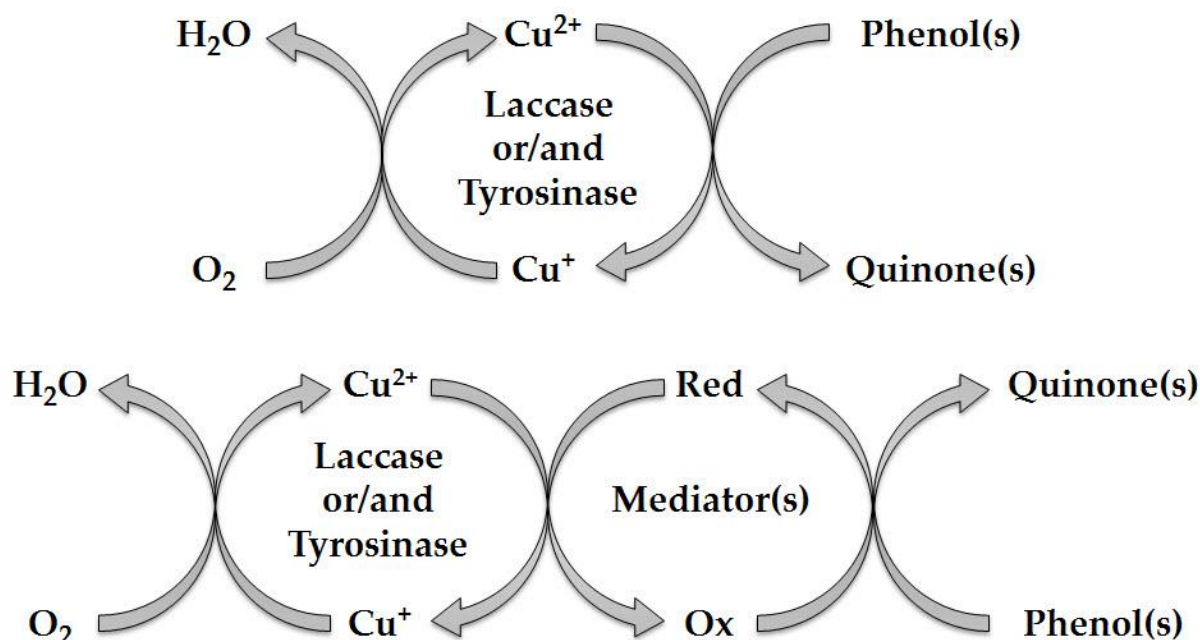 H₂O Cu²⁺ Phenol(s)
Laccase
or/and
Tyrosinase
O₂ Cu⁺ Quinone(s)
H₂O Cu²⁺ Red Quinone(s)
Laccase
or/and Mediator(s)
Tyrosinase
O₂ Cu⁺ Ox Phenol(s)